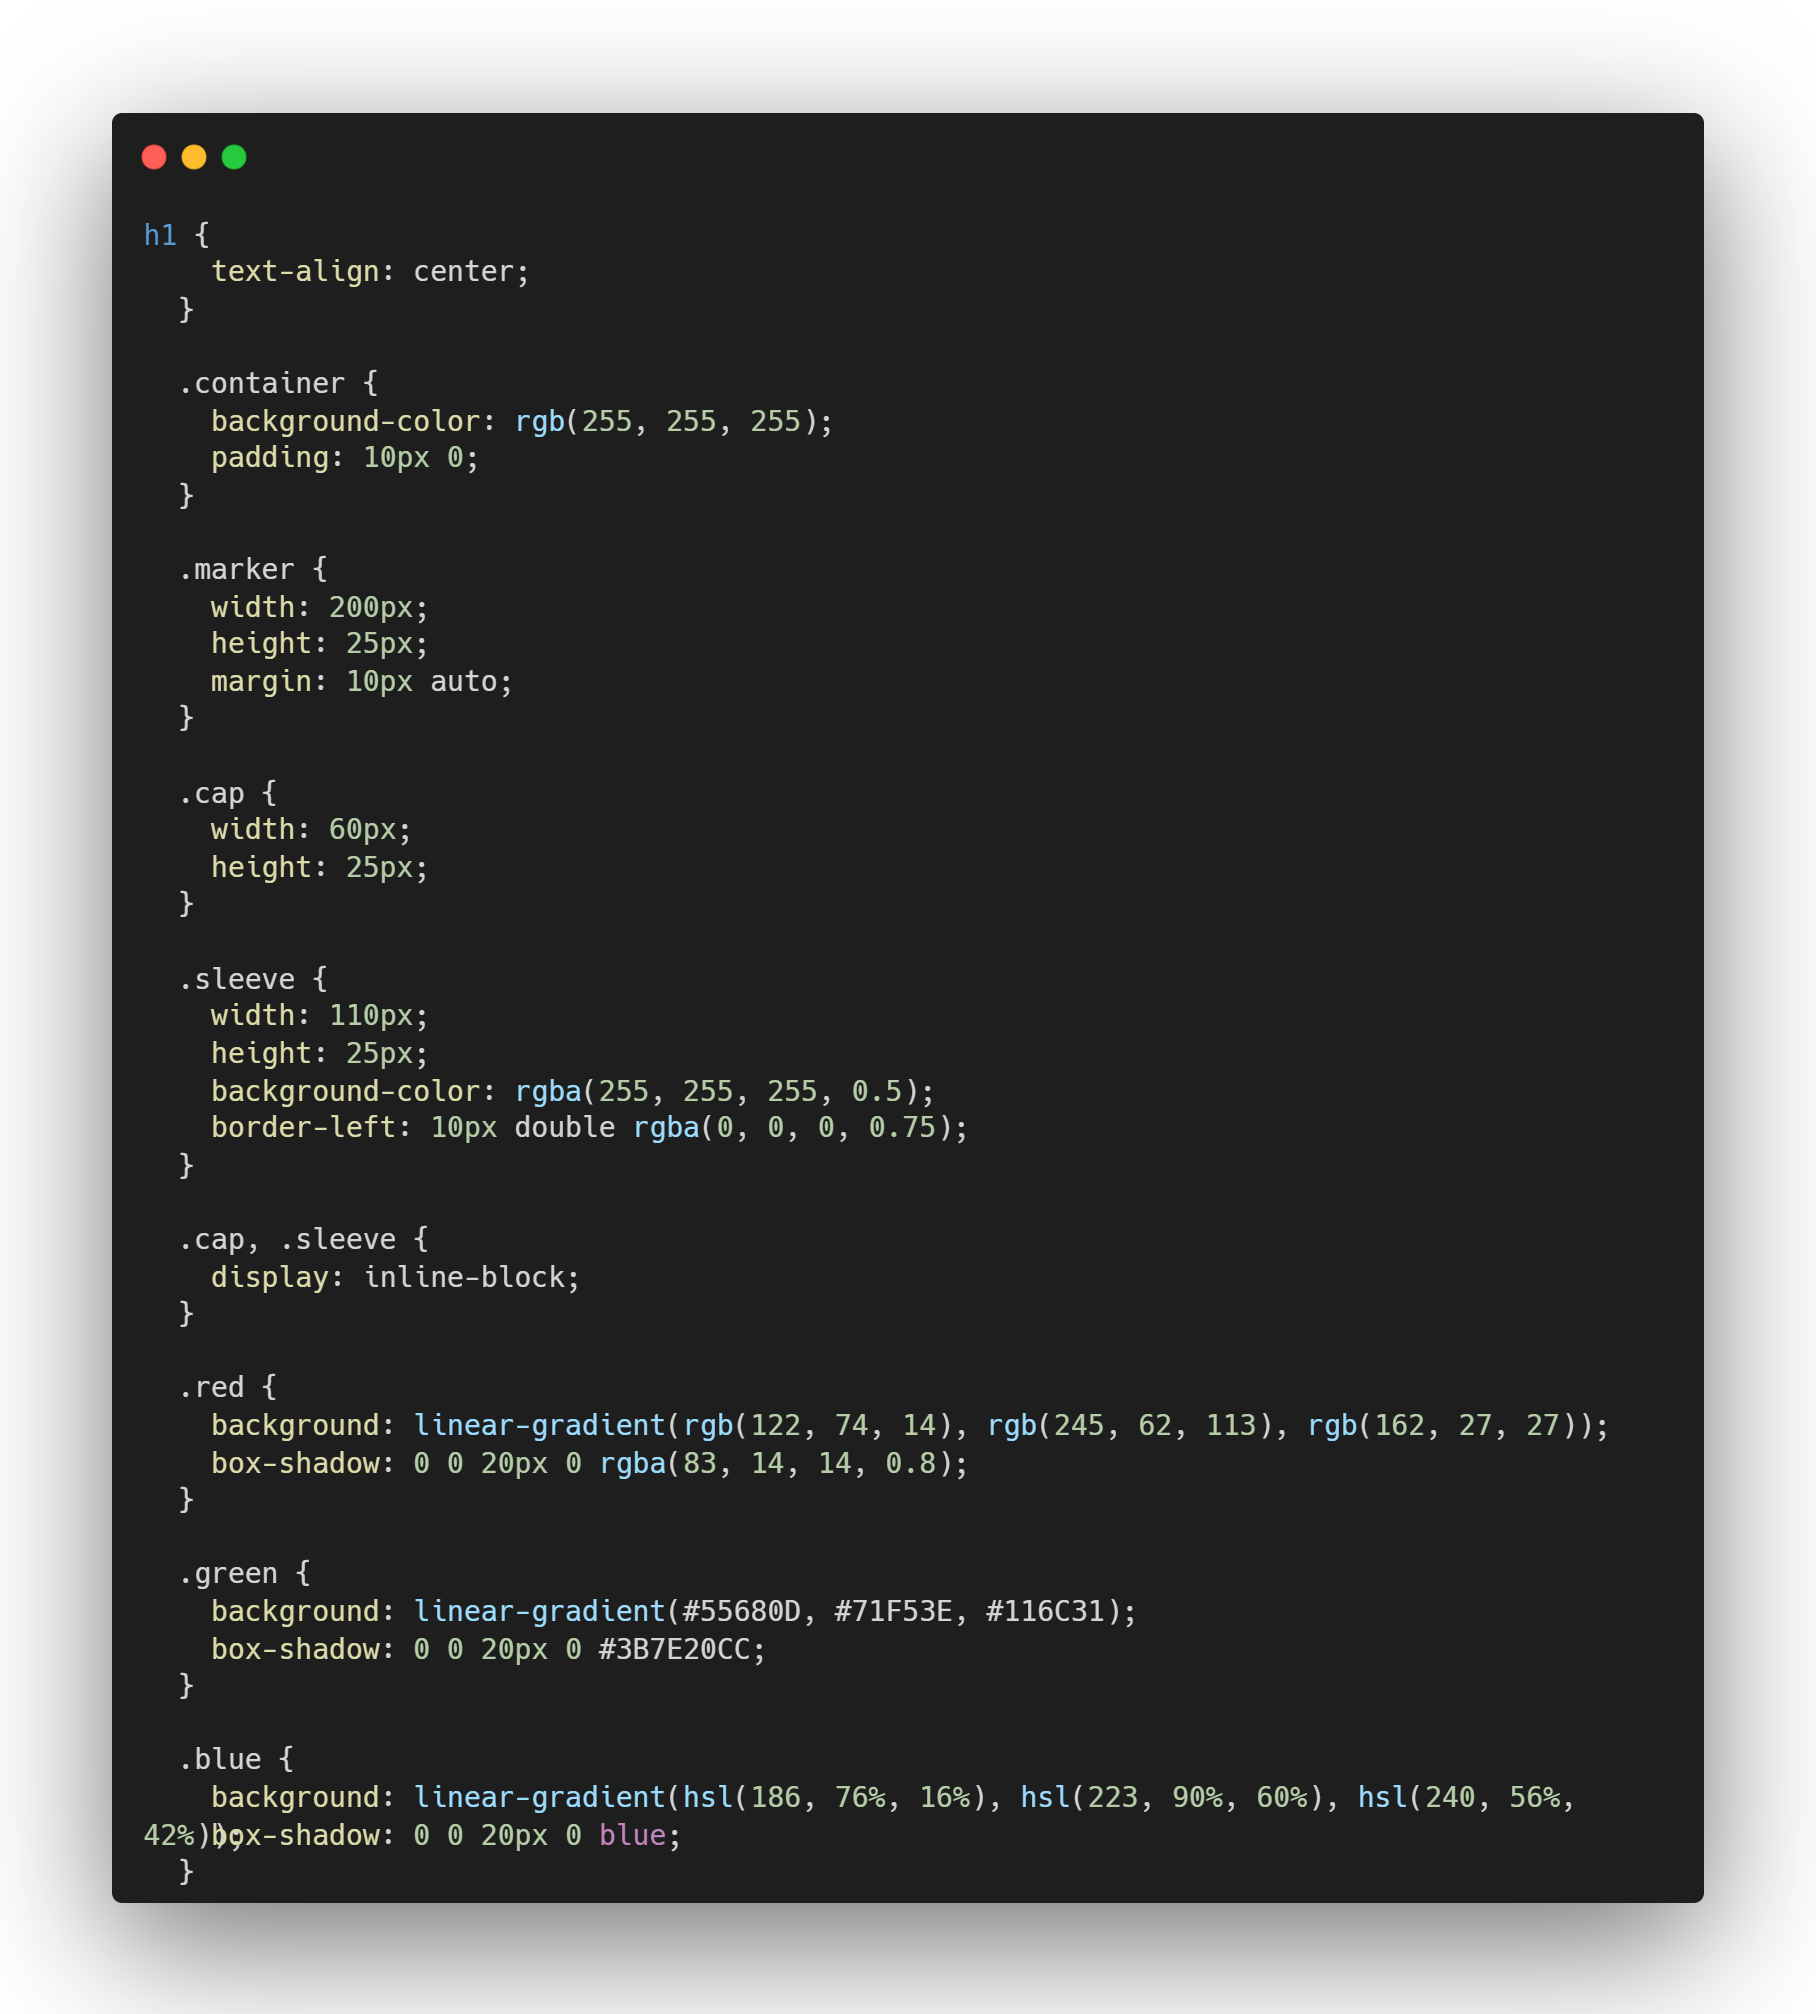 h1 {
    text-align: center;
  }

  .container {
    background-color: rgb(255, 255, 255);
    padding: 10px 0;
  }

  .marker {
    width: 200px;
    height: 25px;
    margin: 10px auto;
  }

  .cap {
    width: 60px;
    height: 25px;
  }

  .sleeve {
    width: 110px;
    height: 25px;
    background-color: rgba(255, 255, 255, 0.5);
    border-left: 10px double rgba(0, 0, 0, 0.75);
  }

  .cap, .sleeve {
    display: inline-block;
  }

  .red {
    background: linear-gradient(rgb(122, 74, 14), rgb(245, 62, 113), rgb(162, 27, 27));
    box-shadow: 0 0 20px 0 rgba(83, 14, 14, 0.8);
  }

  .green {
    background: linear-gradient(#55680D, #71F53E, #116C31);
    box-shadow: 0 0 20px 0 #3B7E20CC;
  }

  .blue {
    background: linear-gradient(hsl(186, 76%, 16%), hsl(223, 90%, 60%), hsl(240, 56%,
42%));
    box-shadow: 0 0 20px 0 blue;
  }